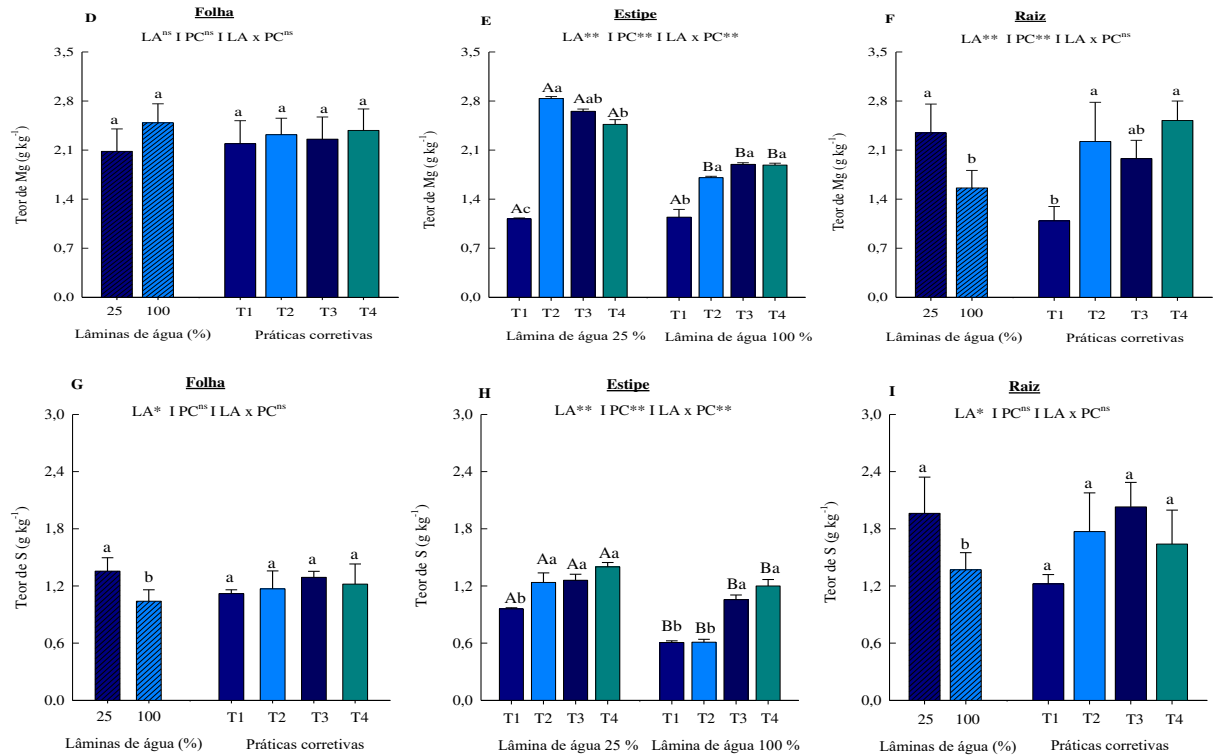 D
Folha
LAⁿˢ I PCⁿˢ I LA x PCⁿˢ
Teor de Mg (g kg⁻¹)
3,5
2,8
2,1
1,4
0,7
0,0
a a a a a a
25 100 T1 T2 T3 T4
Lâminas de água (%) Práticas corretivas
E
Estipe
LA** I PC** I LA x PC**
Teor de Mg (g kg⁻¹)
3,5
2,8
2,1
1,4
0,7
0,0
Ac Aa Aab Ab Ab Ba Ba Ba
T1 T2 T3 T4 T1 T2 T3 T4
Lâmina de água 25 % Lâmina de água 100 %
F
Raiz
LA** I PC** I LA x PCⁿˢ
Teor de Mg (g kg⁻¹)
3,5
2,8
2,1
1,4
0,7
0,0
a b b a ab a
25 100 T1 T2 T3 T4
Lâminas de água (%) Práticas corretivas
G
Folha
LA* I PCⁿˢ I LA x PCⁿˢ
Teor de S (g kg⁻¹)
3,0
2,4
1,8
1,2
0,6
0,0
a b a a a a
25 100 T1 T2 T3 T4
Lâminas de água (%) Práticas corretivas
H
Estipe
LA** I PC** I LA x PC**
Teor de S (g kg⁻¹)
3,0
2,4
1,8
1,2
0,6
0,0
Ab Aa Aa Aa Bb Bb Ba Ba
T1 T2 T3 T4 T1 T2 T3 T4
Lâmina de água 25 % Lâmina de água 100 %
I
Raiz
LA* I PCⁿˢ I LA x PCⁿˢ
Teor de S (g kg⁻¹)
3,0
2,4
1,8
1,2
0,6
0,0
a b a a a a
25 100 T1 T2 T3 T4
Lâminas de água (%) Práticas corretivas